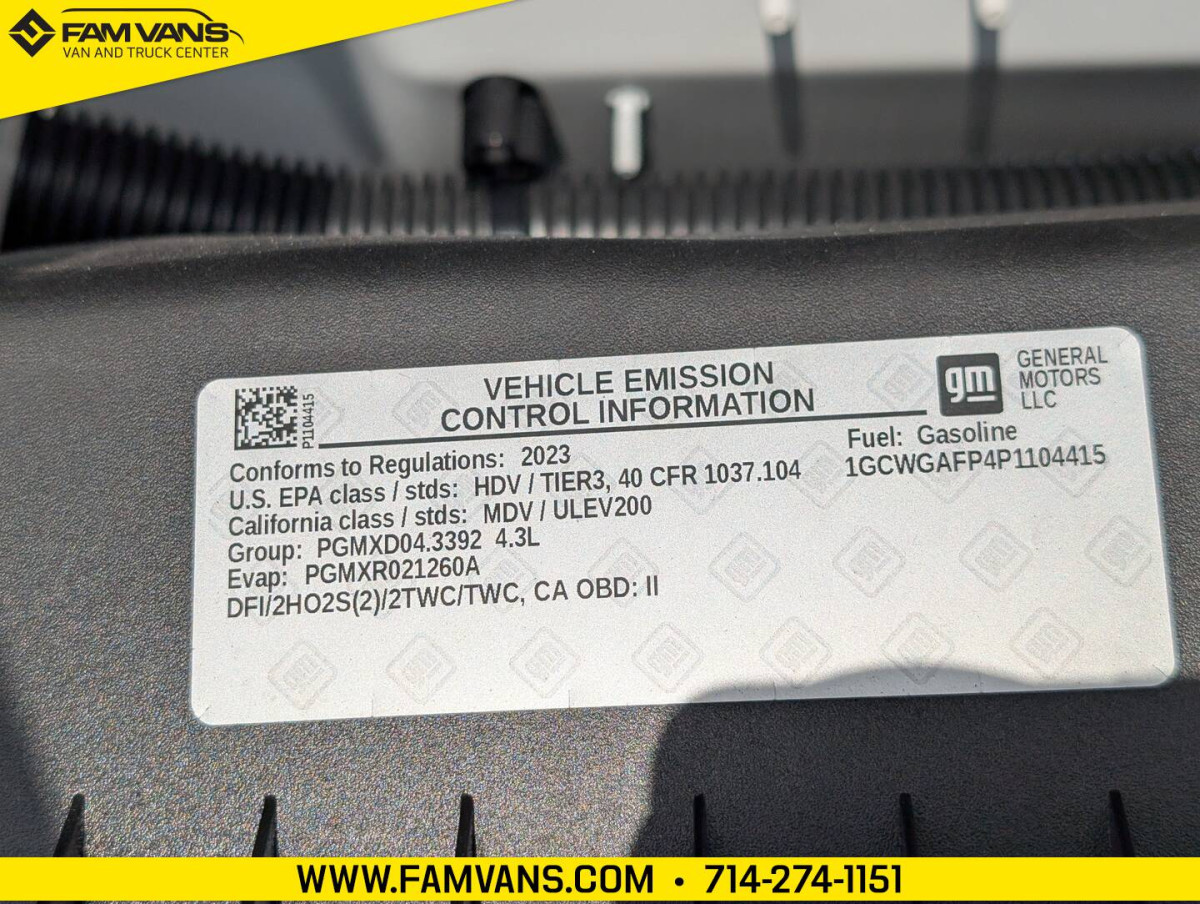 FAM VANS
VAN AND TRUCK CENTER
P1104415
VEHICLE EMISSION
CONTROL INFORMATION
gm
GENERAL
MOTORS
LLC
Conforms to Regulations: 2023
U.S. EPA class / stds: HDV / TIER3, 40 CFR 1037.104
California class / stds: MDV / ULEV200
Group: PGMXD04.3392 4.3L
Evap: PGMXR021260A
DFI/2HO2S(2)/2TWC/TWC, CA OBD: II
Fuel: Gasoline
1GCWGAFP4P1104415
WWW.FAMVANS.COM • 714-274-1151